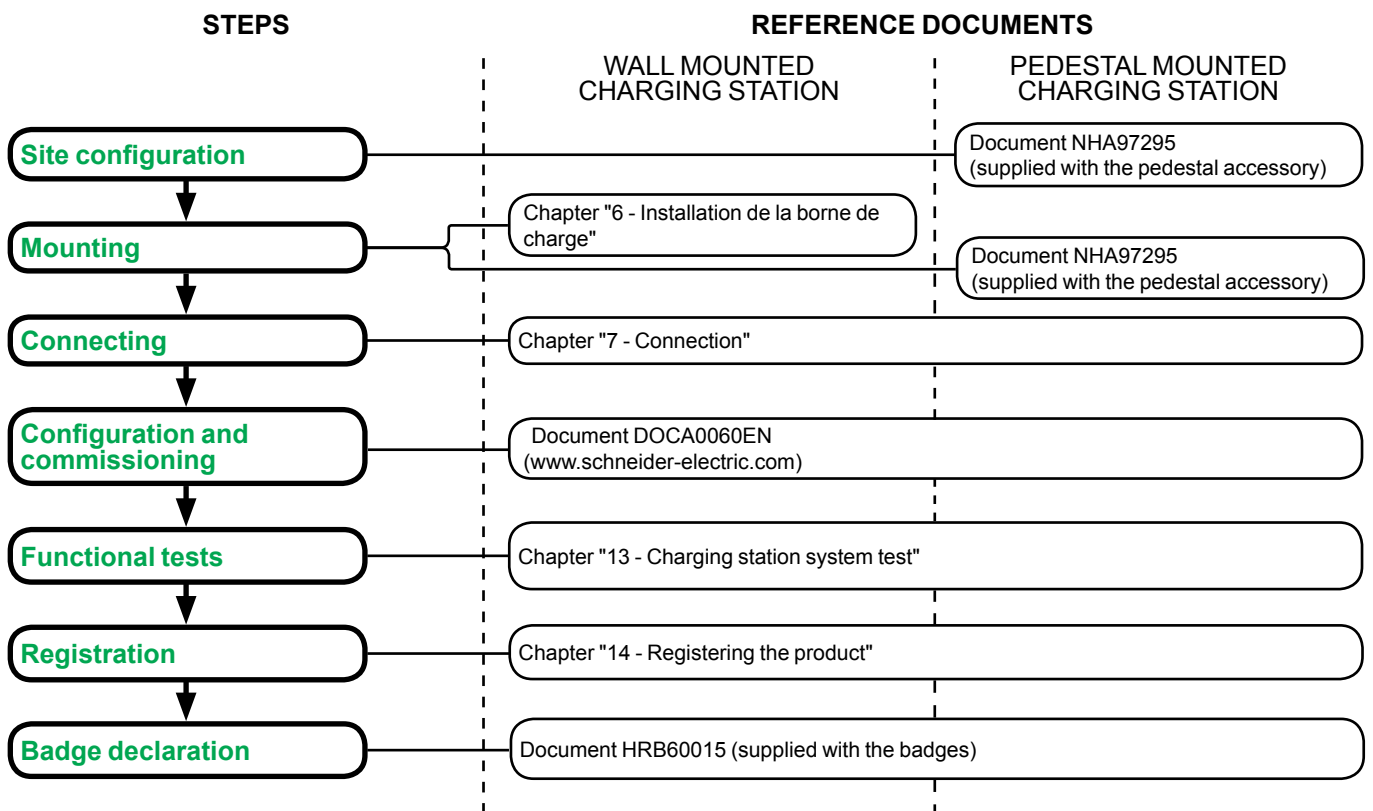 STEPS
REFERENCE DOCUMENTS
WALL MOUNTED
CHARGING STATION
PEDESTAL MOUNTED
CHARGING STATION
Site configuration
Document NHA97295
(supplied with the pedestal accessory)
Mounting
Chapter "6 - Installation de la borne de
charge"
Document NHA97295
(supplied with the pedestal accessory)
Connecting
Chapter "7 - Connection"
Configuration and
commissioning
Document DOCA0060EN
(www.schneider-electric.com)
Functional tests
Chapter "13 - Charging station system test"
Registration
Chapter "14 - Registering the product"
Badge declaration
Document HRB60015 (supplied with the badges)